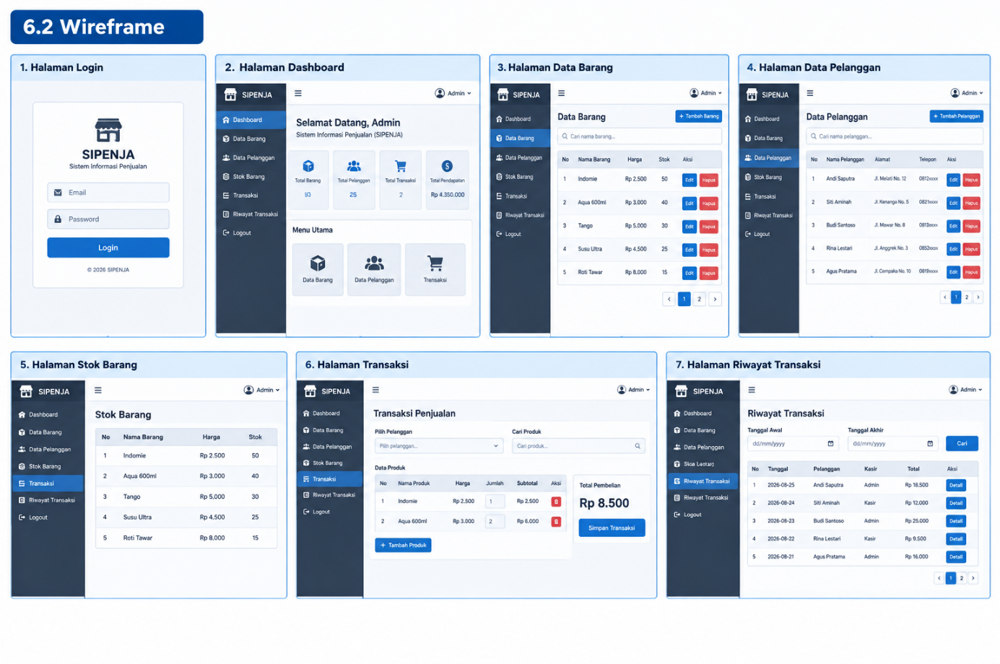 6.2 Wireframe
1. Halaman Login
SIPENJA
Sistem Informasi Penjualan
Email
Password
Login
© 2026 SIPENJA
2. Halaman Dashboard
SIPENJA
Admin
Dashboard
Data Barang
Data Pelanggan
Stok Barang
Transaksi
Riwayat Transaksi
Logout
Selamat Datang, Admin
Sistem Informasi Penjualan (SIPENJA)
Total Barang
10
Total Pelanggan
25
Total Transaksi
2
Total Pendapatan
Rp 4.350.000
Menu Utama
Data Barang
Data Pelanggan
Trensaksi
3. Halaman Data Barang
SIPENJA
Admin
Dashboard
Data Barang
Data Pelanggan
Stok Barang
Transaksi
Riwayat Transaksi
Logout
Data Barang
+ Tambah Barang
Cari nama barang...
No Nama Barang Harga Stok Aksi
1 Indomie Rp 2.500 50 Edit Hapus
2 Aqua 600ml Rp 3.000 40 Edit Hapus
3 Tango Rp 5.000 30 Edit Hapus
4 Susu Ultra Rp 4,500 25 Edit Hapus
5 Roti Tawar Rp 8,000 15 Edit Hapus
‹ 1 2 ›
4. Halaman Data Pelanggan
SIPENJA
Admin
Dashboard
Data Barang
Data Pelanggan
Stok Barang
Transaksi
Riwayat Transaksi
Logout
Data Pelanggan
+ Tambah Pelanggan
Cari nama pelanggan...
No Nama Pelanggan Alamat Telepon Aksi
1 Andi Saputra Jl. Melati No. 12 0812xxxx Edit Hapus
2 Siti Aminah Jl. Kenanga No. 5 0821xxxx Edit Hapus
3 Budi Santoso Jl. Mawar No. 8 0813xxxx Edit Hapus
4 Rina Lestari Jl. Anggrek No. 3 0852xxxx Edit Hapus
5 Agus Pratama Jl. Cempaka No. 10 0819xxxx Edit Hapus
‹ 1 2 ›
5. Halaman Stok Barang
SIPENJA
Admin
Dashboard
Data Barang
Data Pelanggan
Stok Barang
Transaksi
Riwayat Transaksi
Logout
Stok Barang
No Nama Barang Harga Stok
1 Indomie Rp 2.500 50
2 Aqua 600ml Rp 3,000 40
3 Tango Rp 5,000 30
4 Susu Ultra Rp 4,500 25
5 Roti Tawar Rp 8,000 15
6. Halaman Transaksi
SIPENJA
Admin
Dashboard
Data Barang
Data Pelanggan
Stok Barang
Transaksi
Riwayat Transaksi
Logout
Transaksi Penjualan
Pilih Pelanggan
Pilih pelanggan...
Cari Produk
Cari produk...
Data Produk
No Nama Produk Harga Jumlah Subtotal Aksi
1 Indomie Rp 2.500 1 Rp 2.500
2 Aqua 600ml Rp 3.000 2 Rp 6.000
+ Tambah Produk
Total Pembelian
Rp 8.500
Simpan Transaksi
7. Halaman Riwayat Transaksi
SIPENJA
Admin
Dashboard
Data Barang
Data Pelanggan
Riwayat Transaksi
Riwayat Transaksi
Logout
Riwayat Transaksi
Tanggal Awal
dd/mm/yyyy
Tanggal Akhir
dd/mm/yyyy
Cari
No Tanggal Pelanggan Kasir Total Aksi
1 2026-08-25 Andi Saputra Admin Rp 18.500 Detail
2 2026-08-24 Siti Aminah Kasir Rp 12.000 Detail
3 2026-08-23 Budi Santoso Admin Rp 25.000 Detail
4 2026-08-22 Rina Lestari Kasir Rp 9.500 Detail
5 2026-08-21 Agus Pratama Admin Rp 16.000 Detail
‹ 1 2 ›